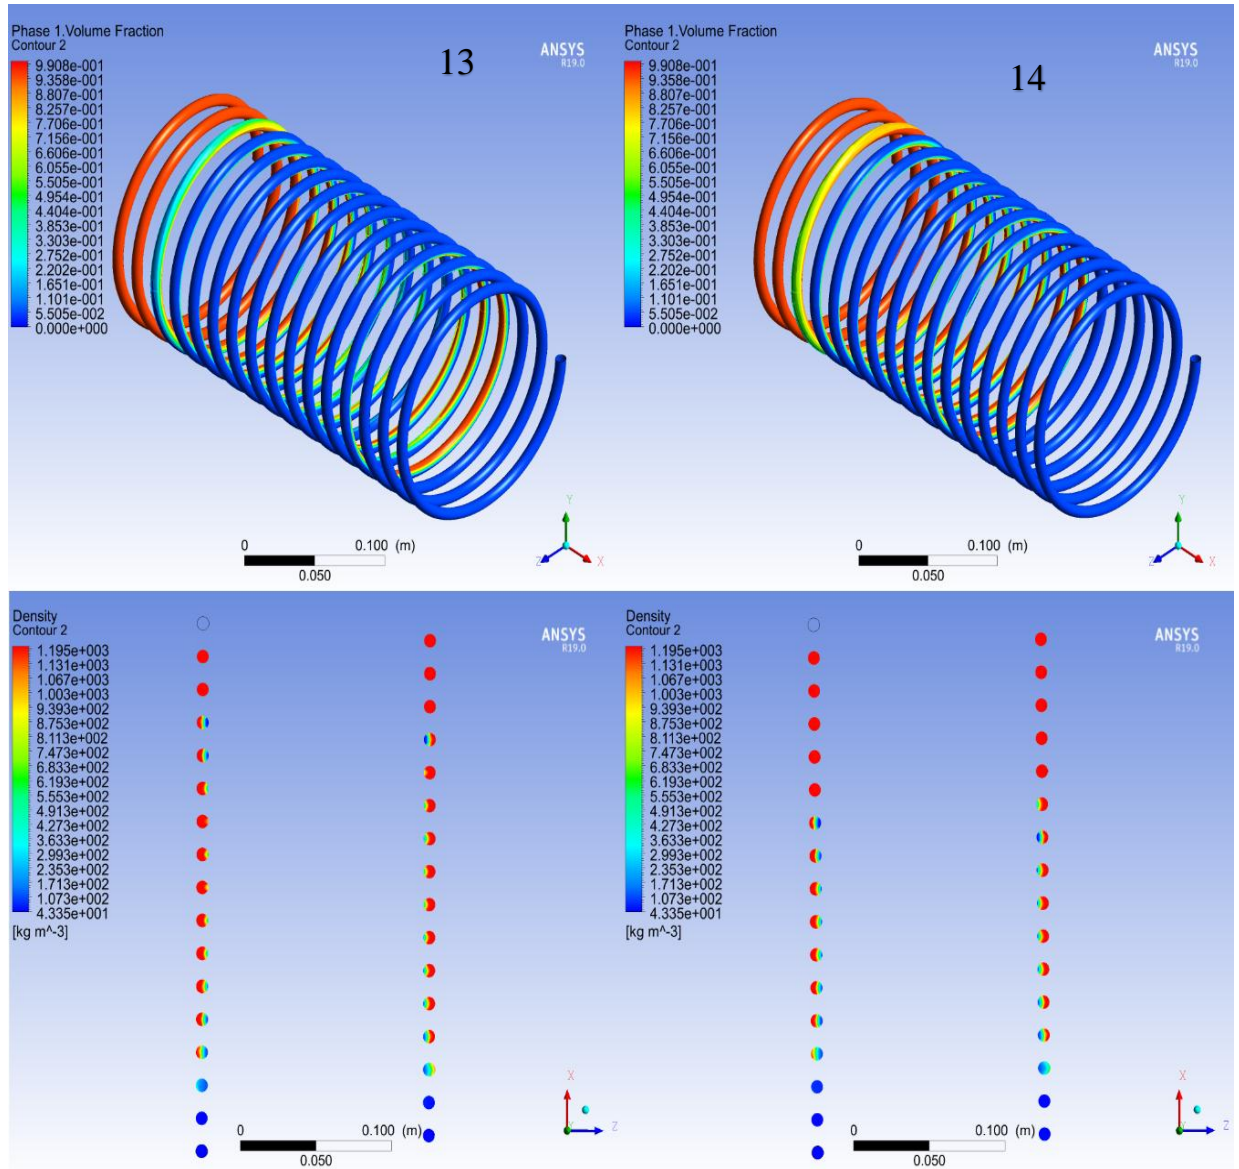 Phase 1.Volume Fraction
Contour 2
9.908e-001
9.358e-001
8.807e-001
8.257e-001
7.706e-001
7.156e-001
6.606e-001
6.055e-001
5.505e-001
4.954e-001
4.404e-001
3.853e-001
3.303e-001
2.752e-001
2.202e-001
1.651e-001
1.101e-001
5.505e-002
0.000e+000
13
ANSYS
R19.0
0 0.100 (m)
0.050
Y
Z X
Phase 1.Volume Fraction
Contour 2
9.908e-001
9.358e-001
8.807e-001
8.257e-001
7.706e-001
7.156e-001
6.606e-001
6.055e-001
5.505e-001
4.954e-001
4.404e-001
3.853e-001
3.303e-001
2.752e-001
2.202e-001
1.651e-001
1.101e-001
5.505e-002
0.000e+000
14
ANSYS
R19.0
0 0.100 (m)
0.050
Y
Z X
Density
Contour 2
1.195e+003
1.131e+003
1.067e+003
1.003e+003
9.393e+002
8.753e+002
8.113e+002
7.473e+002
6.833e+002
6.193e+002
5.553e+002
4.913e+002
4.273e+002
3.633e+002
2.993e+002
2.353e+002
1.713e+002
1.073e+002
4.335e+001
[kg m^-3]
ANSYS
R19.0
0 0.100 (m)
0.050
X
Y Z
Density
Contour 2
1.195e+003
1.131e+003
1.067e+003
1.003e+003
9.393e+002
8.753e+002
8.113e+002
7.473e+002
6.833e+002
6.193e+002
5.553e+002
4.913e+002
4.273e+002
3.633e+002
2.993e+002
2.353e+002
1.713e+002
1.073e+002
4.335e+001
[kg m^-3]
ANSYS
R19.0
0 0.100 (m)
0.050
X
Y Z